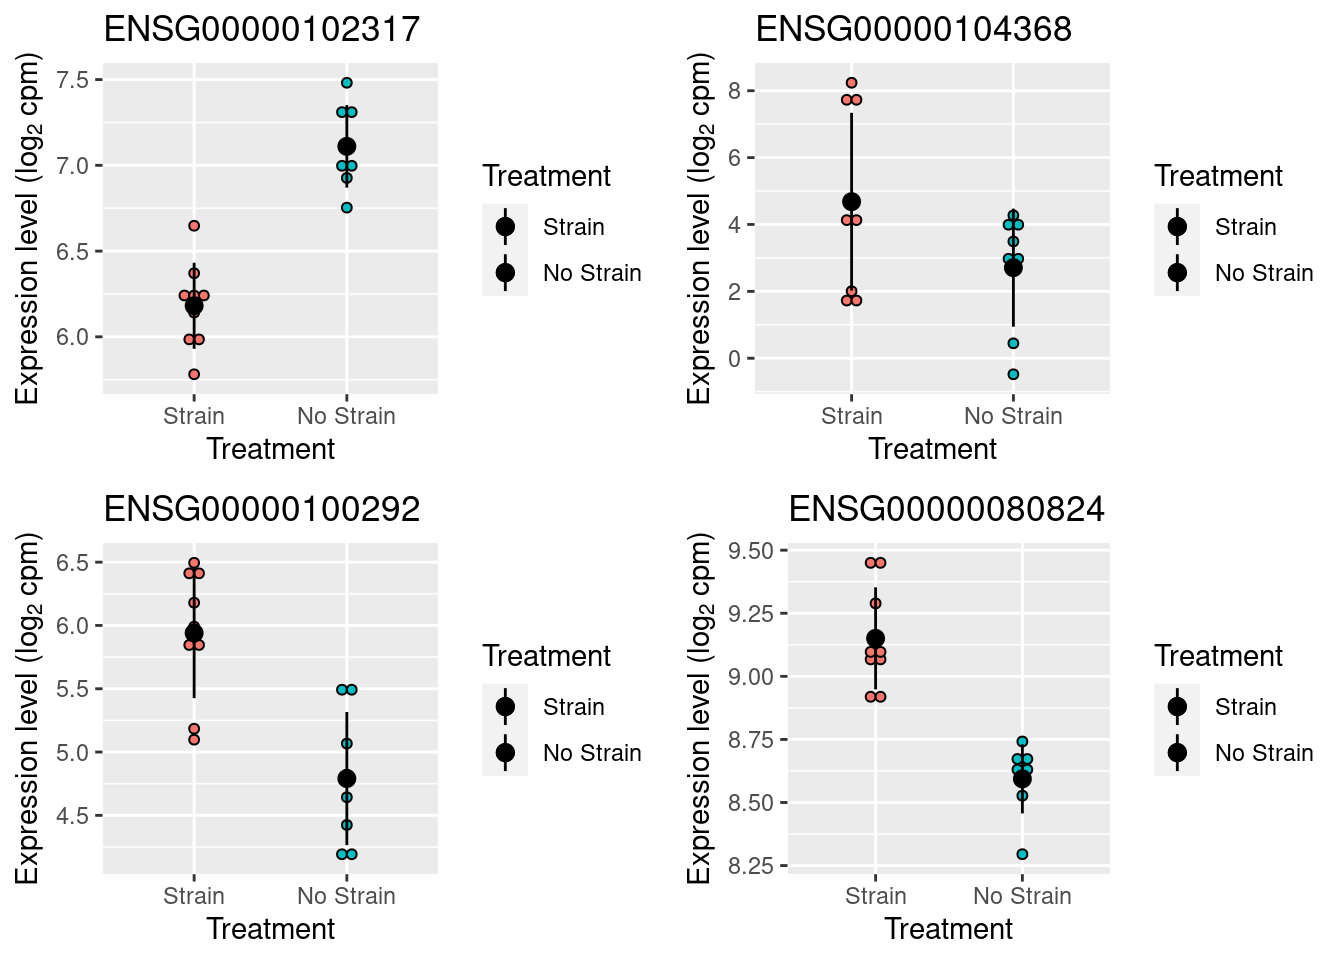 ENSG00000102317
Expression level (log2 cpm)
7.5
7.0
6.5
6.0
Strain No Strain
Treatment
Treatment
Strain
No Strain
ENSG00000104368
Expression level (log2 cpm)
8
6
4
2
0
Strain No Strain
Treatment
Treatment
Strain
No Strain
ENSG00000100292
Expression level (log2 cpm)
6.5
6.0
5.5
5.0
4.5
Strain No Strain
Treatment
Treatment
Strain
No Strain
ENSG00000080824
Expression level (log2 cpm)
9.50
9.25
9.00
8.75
8.50
8.25
Strain No Strain
Treatment
Treatment
Strain
No Strain